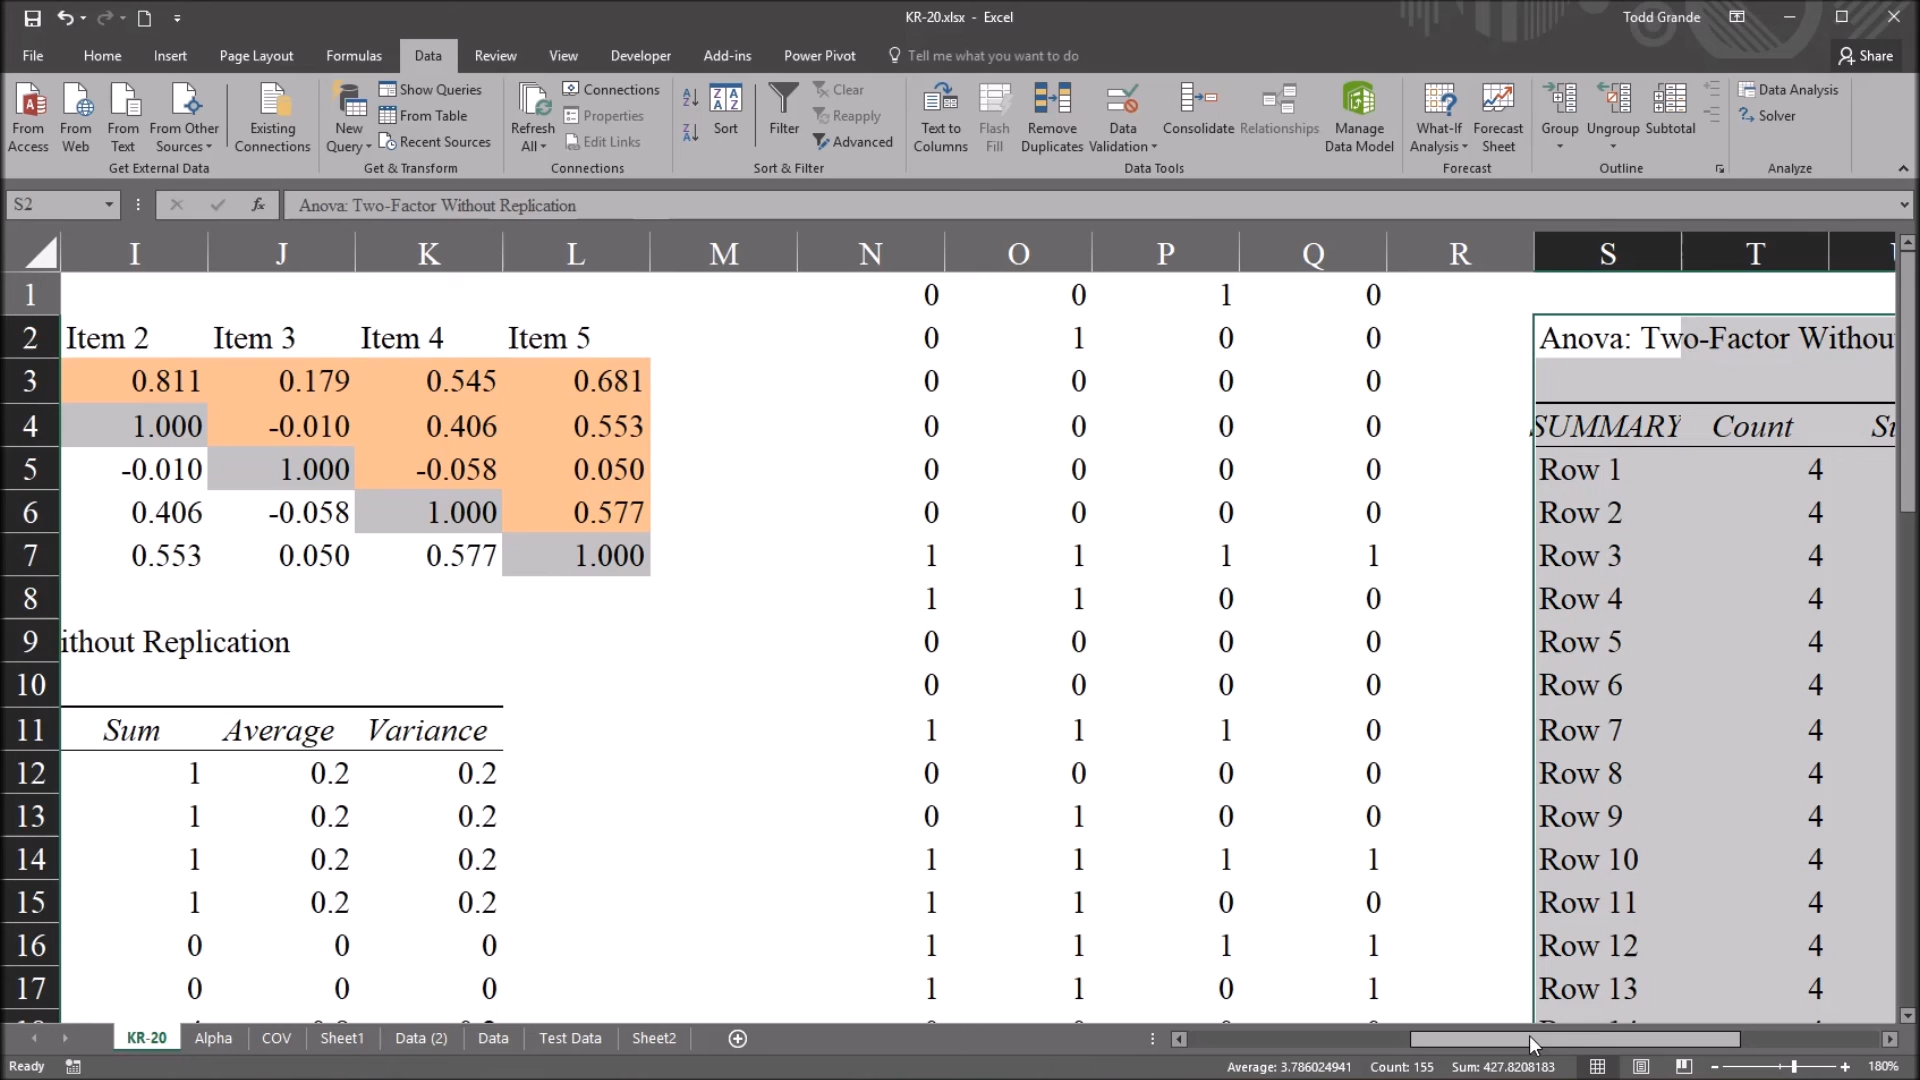 KR-20.xlsx - Excel
Todd Grande
File Home Insert Page Layout Formulas Data Review View Developer Add-ins Power Pivot Tell me what you want to do Share
From Access From Web From Text From Other Sources Existing Connections
Get External Data
New Query Show Queries From Table Recent Sources
Get & Transform
Refresh All Connections Properties Edit Links
Connections
Sort Filter Clear Reapply Advanced
Sort & Filter
Text to Columns Flash Fill Remove Duplicates Data Validation Consolidate Relationships Manage Data Model
Data Tools
What-If Analysis Forecast Sheet
Forecast
Group Ungroup Subtotal
Outline
Data Analysis Solver
Analyze
S2 fx Anova: Two-Factor Without Replication
I J K L M N O P Q R S T
1 0 0 1 0
2 Item 2 Item 3 Item 4 Item 5 0 1 0 0 Anova: Two-Factor Withou
3 0.811 0.179 0.545 0.681 0 0 0 0
4 1.000 -0.010 0.406 0.553 0 0 0 0 SUMMARY Count
5 -0.010 1.000 -0.058 0.050 0 0 0 0 Row 1 4
6 0.406 -0.058 1.000 0.577 0 0 0 0 Row 2 4
7 0.553 0.050 0.577 1.000 1 1 1 1 Row 3 4
8 1 1 0 0 Row 4 4
9 ithout Replication 0 0 0 0 Row 5 4
10 0 0 0 0 Row 6 4
11 Sum Average Variance 1 1 1 0 Row 7 4
12 1 0.2 0.2 0 0 0 0 Row 8 4
13 1 0.2 0.2 0 1 0 0 Row 9 4
14 1 0.2 0.2 1 1 1 1 Row 10 4
15 1 0.2 0.2 1 1 0 0 Row 11 4
16 0 0 0 1 1 1 1 Row 12 4
17 0 0 0 1 1 0 1 Row 13 4
KR-20 Alpha COV Sheet1 Data (2) Data Test Data Sheet2
Ready Average: 3.786024941 Count: 155 Sum: 427.8208183 180%